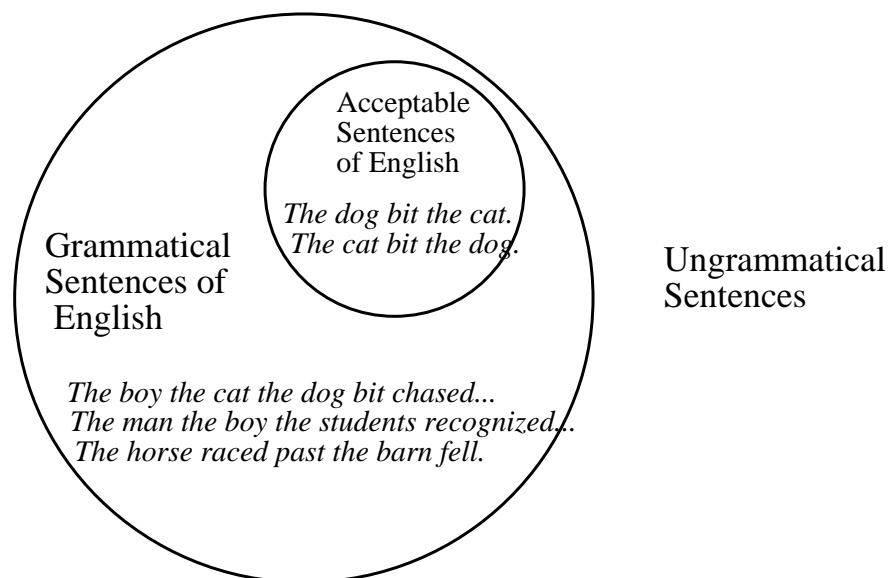 Acceptable
Sentences
of English
The dog bit the cat.
The cat bit the dog.
Grammatical
Sentences of
English
Ungrammatical
Sentences
The boy the cat the dog bit chased...
The man the boy the students recognized...
The horse raced past the barn fell.